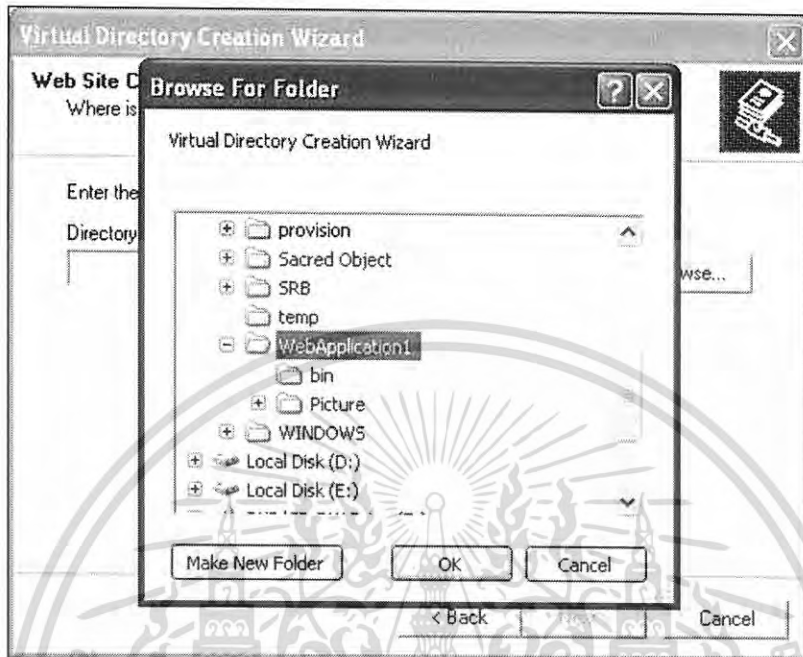 Virtual Directory Creation Wizard
Web Site C
Where is
Browse For Folder
Virtual Directory Creation Wizard
Enter the
Directory
wse...
provision
Sacred Object
SRB
temp
WebApplication1
bin
Picture
WINDOWS
Local Disk (D:)
Local Disk (E:)
Make New Folder
OK
Cancel
< Back
Cancel